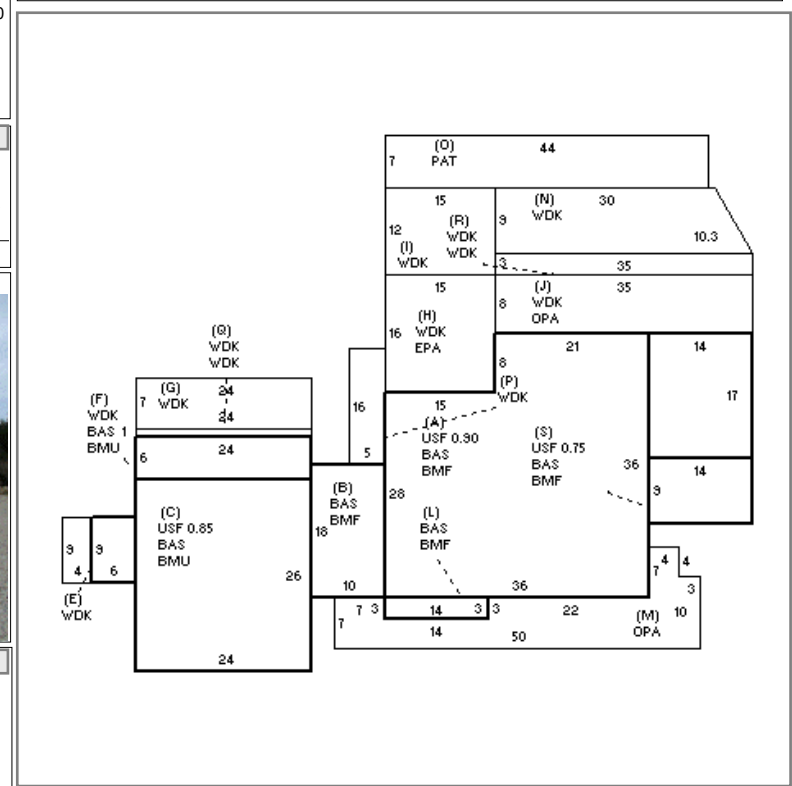 (O)
PAT
44
7
15
(N)
WDK
30
12
(R)
WDK
WDK
9
(I)
WDK
10.3
3
35
15
(J)
WDK
OPA
35
8
(H)
WDK
EPA
16
21
14
17
8
(Q)
WDK
WDK
(G)
WDK
24
7
24
(F)
WDK
BAS 1
BMU
6
24
16
5
15
(P)
WDK
(A)
USF 0.90
BAS
BMF
(S)
USF 0.75
BAS
BMF
36
14
9
28
(B)
BAS
BMF
18
10
(L)
BAS
BMF
(C)
USF 0.85
BAS
BMU
26
24
9
4
9
6
(E)
WDK
36
7
3
14
3
3
22
7
14
50
(M)
OPA
10
7
4
4
3